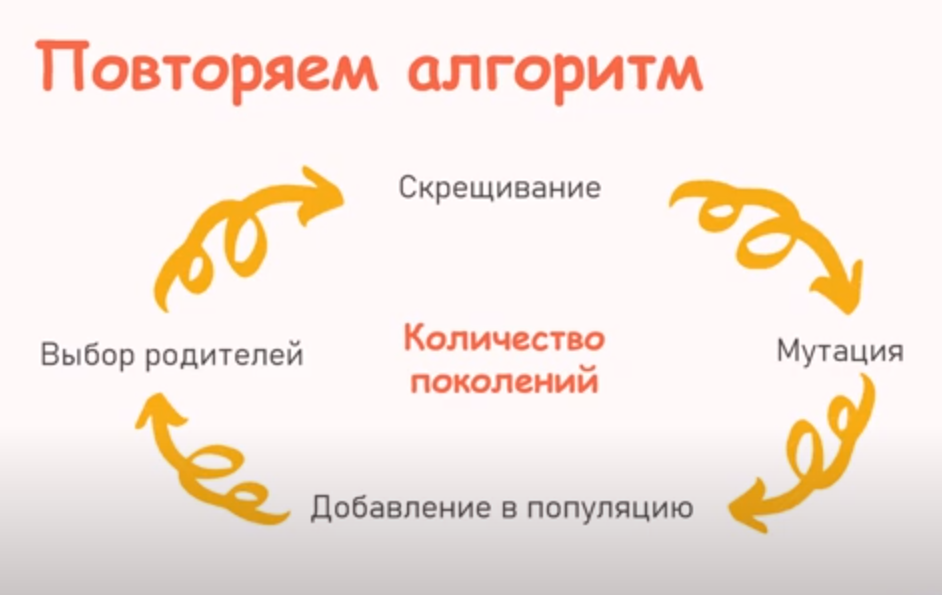 Повторяем алгоритм
Скрещивание
Выбор родителей
Количество
поколений
Мутация
Добавление в популяцию